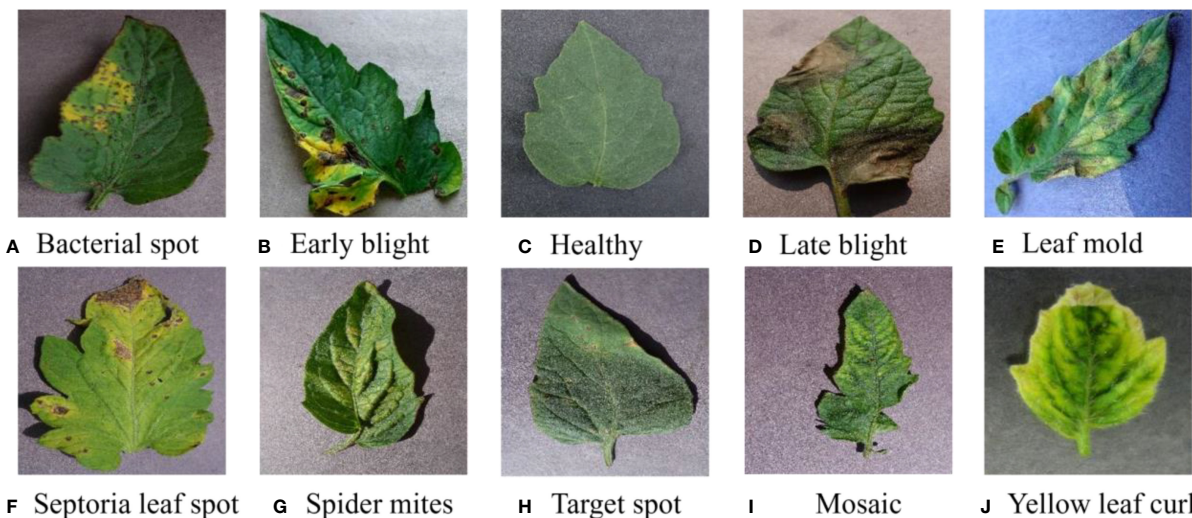 A Bacterial spot
B Early blight
C Healthy
D Late blight
E Leaf mold
F Septoria leaf spot
G Spider mites
H Target spot
I Mosaic
J Yellow leaf curl